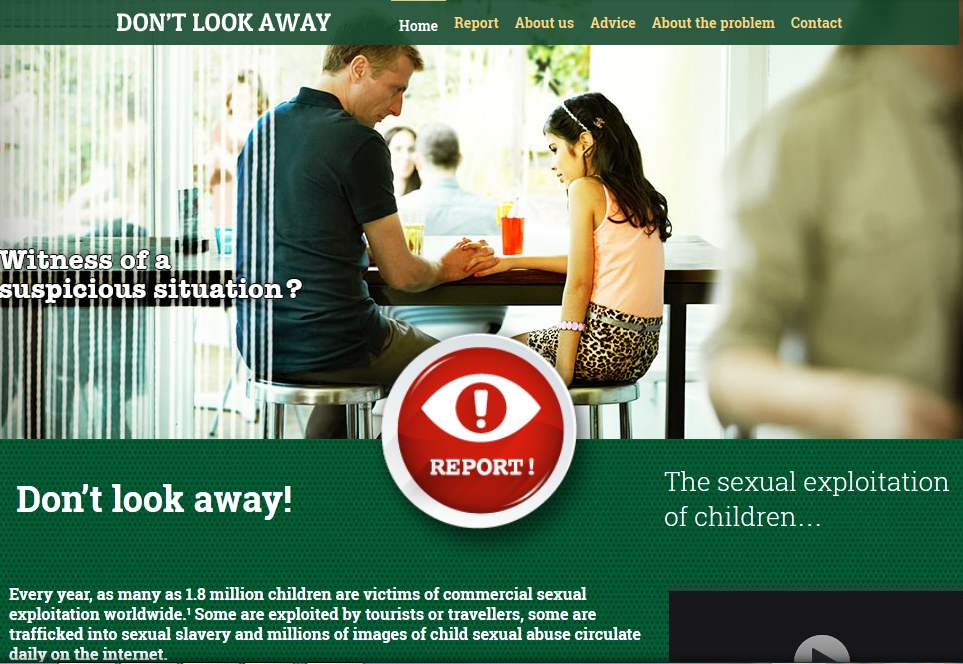 DON'T LOOK AWAY
Home Report About us Advice About the problem Contact
Witness of a
suspicious situation?
REPORT!
Don't look away!
The sexual exploitation
of children...
Every year, as many as 1.8 million children are victims of commercial sexual
exploitation worldwide.¹ Some are exploited by tourists or travellers, some are
trafficked into sexual slavery and millions of images of child sexual abuse circulate
daily on the internet.